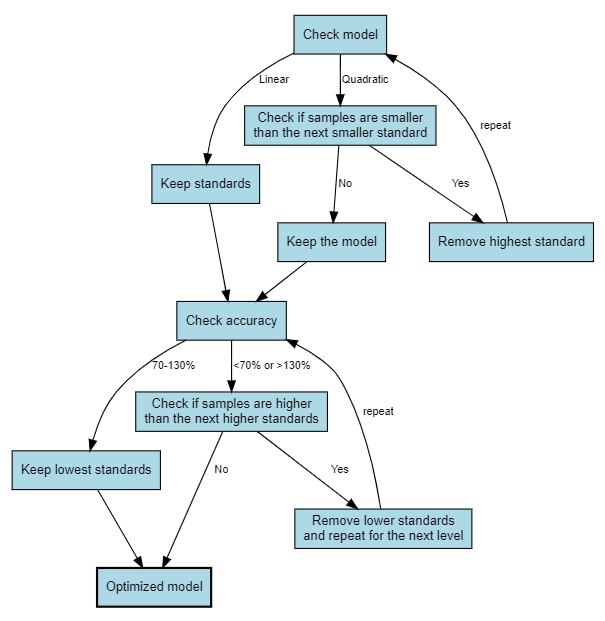 Check model
Linear
Quadratic
Check if samples are smaller
than the next smaller standard
repeat
Keep standards
No
Yes
Keep the model
Remove highest standard
Check accuracy
70-130%
<70% or >130%
Check if samples are higher
than the next higher standards
repeat
Keep lowest standards
No
Yes
Remove lower standards
and repeat for the next level
Optimized model